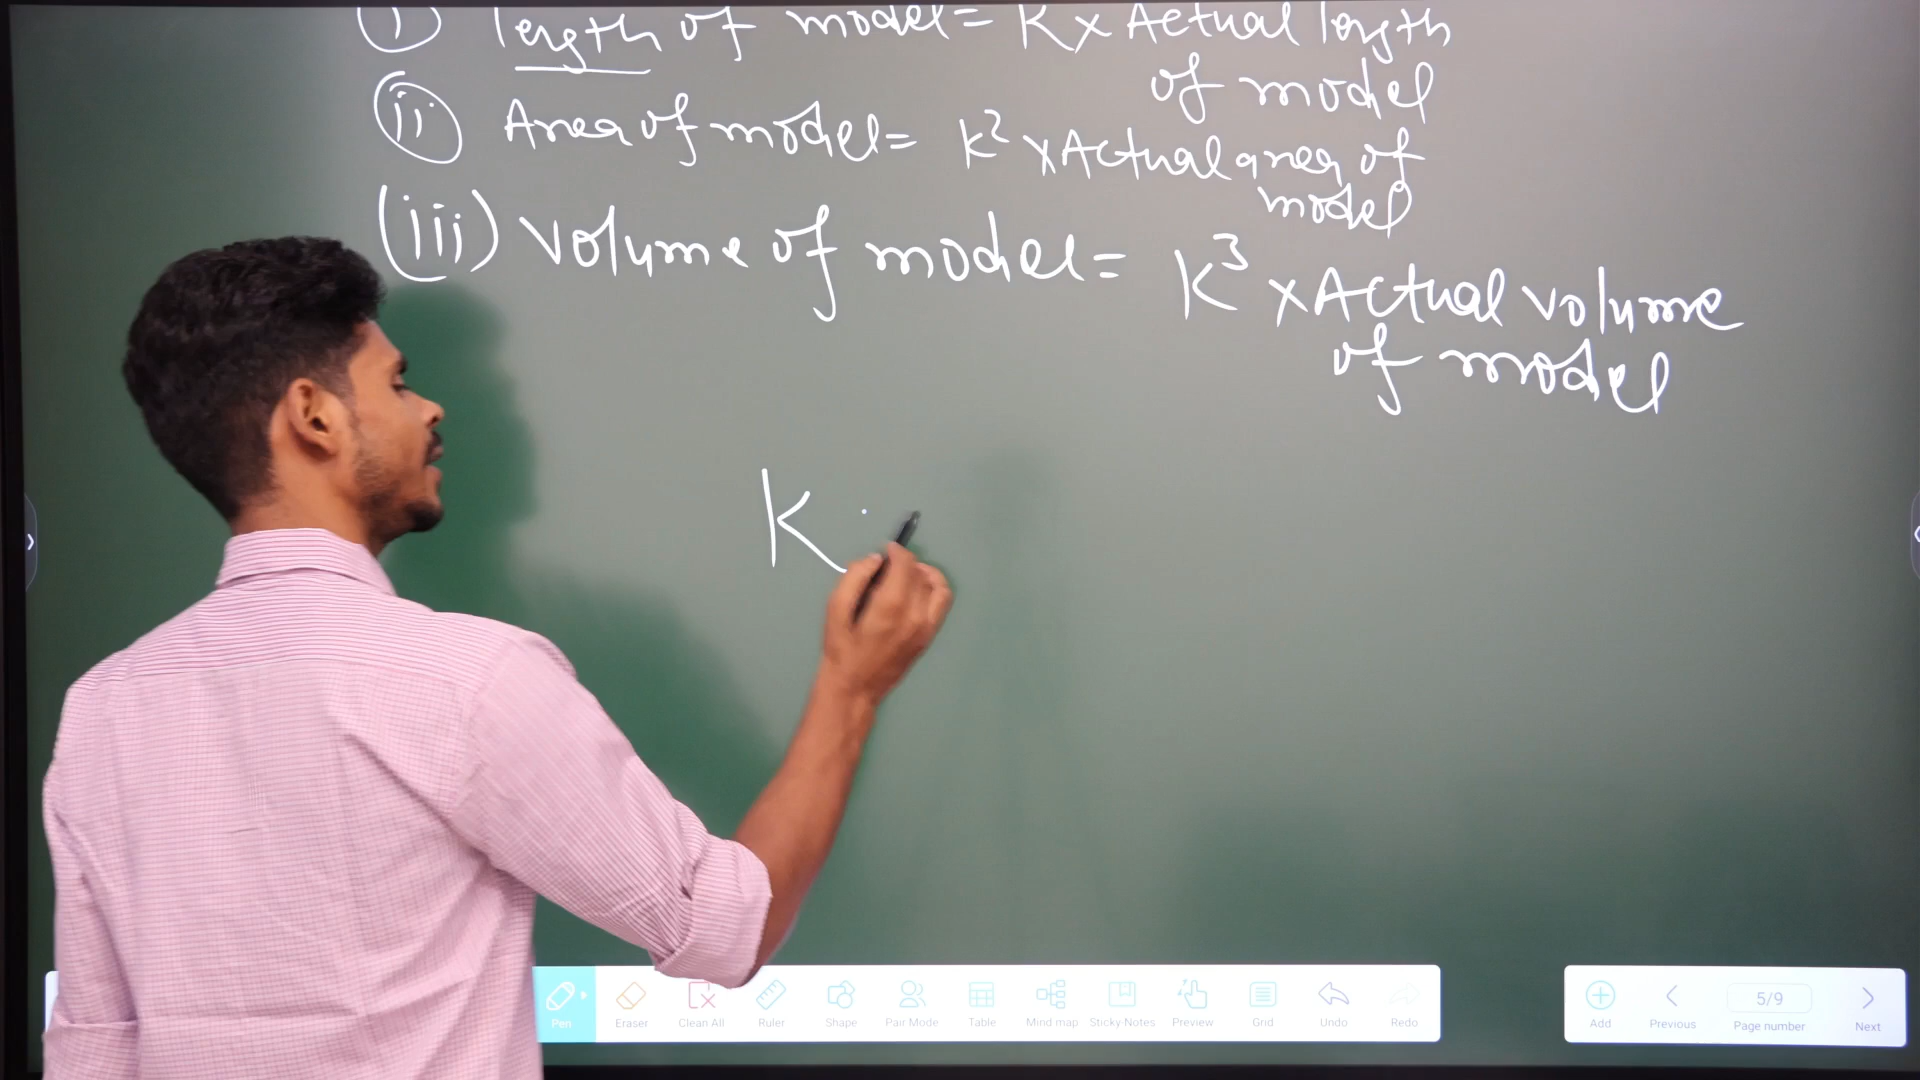 (i) length of model = K x Actual length
of model
(ii) Area of model = K² x Actual area of
model
(iii) Volume of model = K³ x Actual volume
of model
K
Pen Eraser Clean All Ruler Shape Pair Mode Table Mind map Sticky Notes Preview Grid Undo Redo
Add Previous 5/9 Page number Next